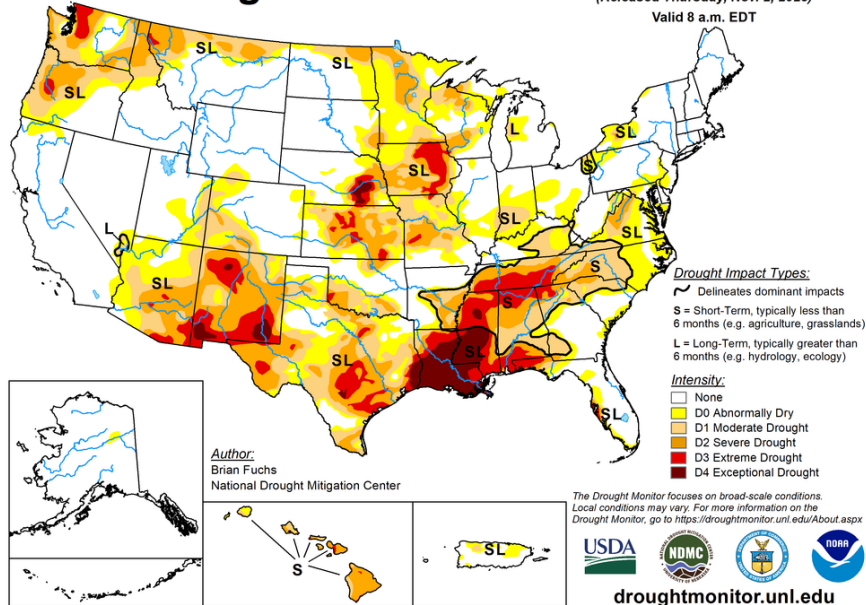 Valid 8 a.m. EDT
SL
SL
SL
L
SL
S
SL
SL
L
SL
SL
S
SL
S
SL
SL
SL
Drought Impact Types:
Delineates dominant impacts
S = Short-Term, typically less than
6 months (e.g. agriculture, grasslands)
L = Long-Term, typically greater than
6 months (e.g. hydrology, ecology)
Intensity:
None
D0 Abnormally Dry
D1 Moderate Drought
D2 Severe Drought
D3 Extreme Drought
D4 Exceptional Drought
Author:
Brian Fuchs
National Drought Mitigation Center
S
SL
The Drought Monitor focuses on broad-scale conditions.
Local conditions may vary. For more information on the
Drought Monitor, go to https://droughtmonitor.unl.edu/About.aspx
USDA
NDMC
NOAA
droughtmonitor.unl.edu